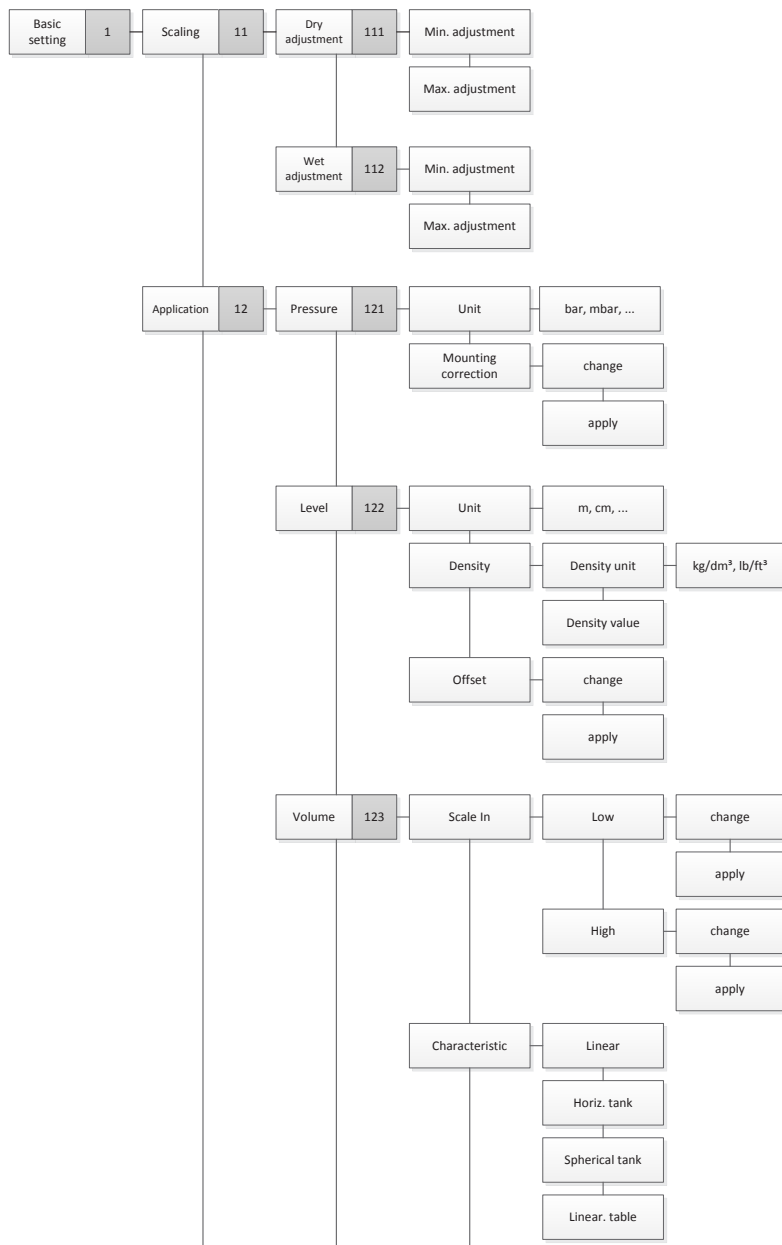 Basic
setting
1
Scaling
11
Dry
adjustment
111
Min. adjustment
Max. adjustment
Wet
adjustment
112
Min. adjustment
Max. adjustment
Application
12
Pressure
121
Unit
bar, mbar, ...
Mounting
correction
change
apply
Level
122
Unit
m, cm, ...
Density
Density unit
kg/dm³, lb/ft³
Density value
Offset
change
apply
Volume
123
Scale In
Low
change
apply
High
change
apply
Characteristic
Linear
Horiz. tank
Spherical tank
Linear. table